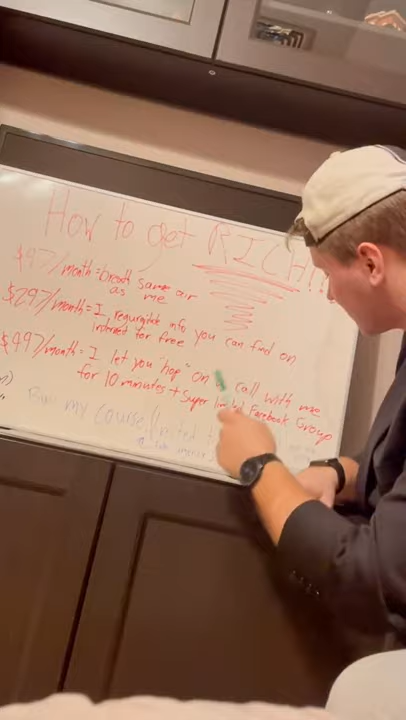 How to get RICH!!
$97/month = breath same air
as me
$297/month = I regurgitate info you can find on
internet for free
$497/month = I let you "hop" on a call with me
for 10 minutes + Super limited Facebook Group
my course